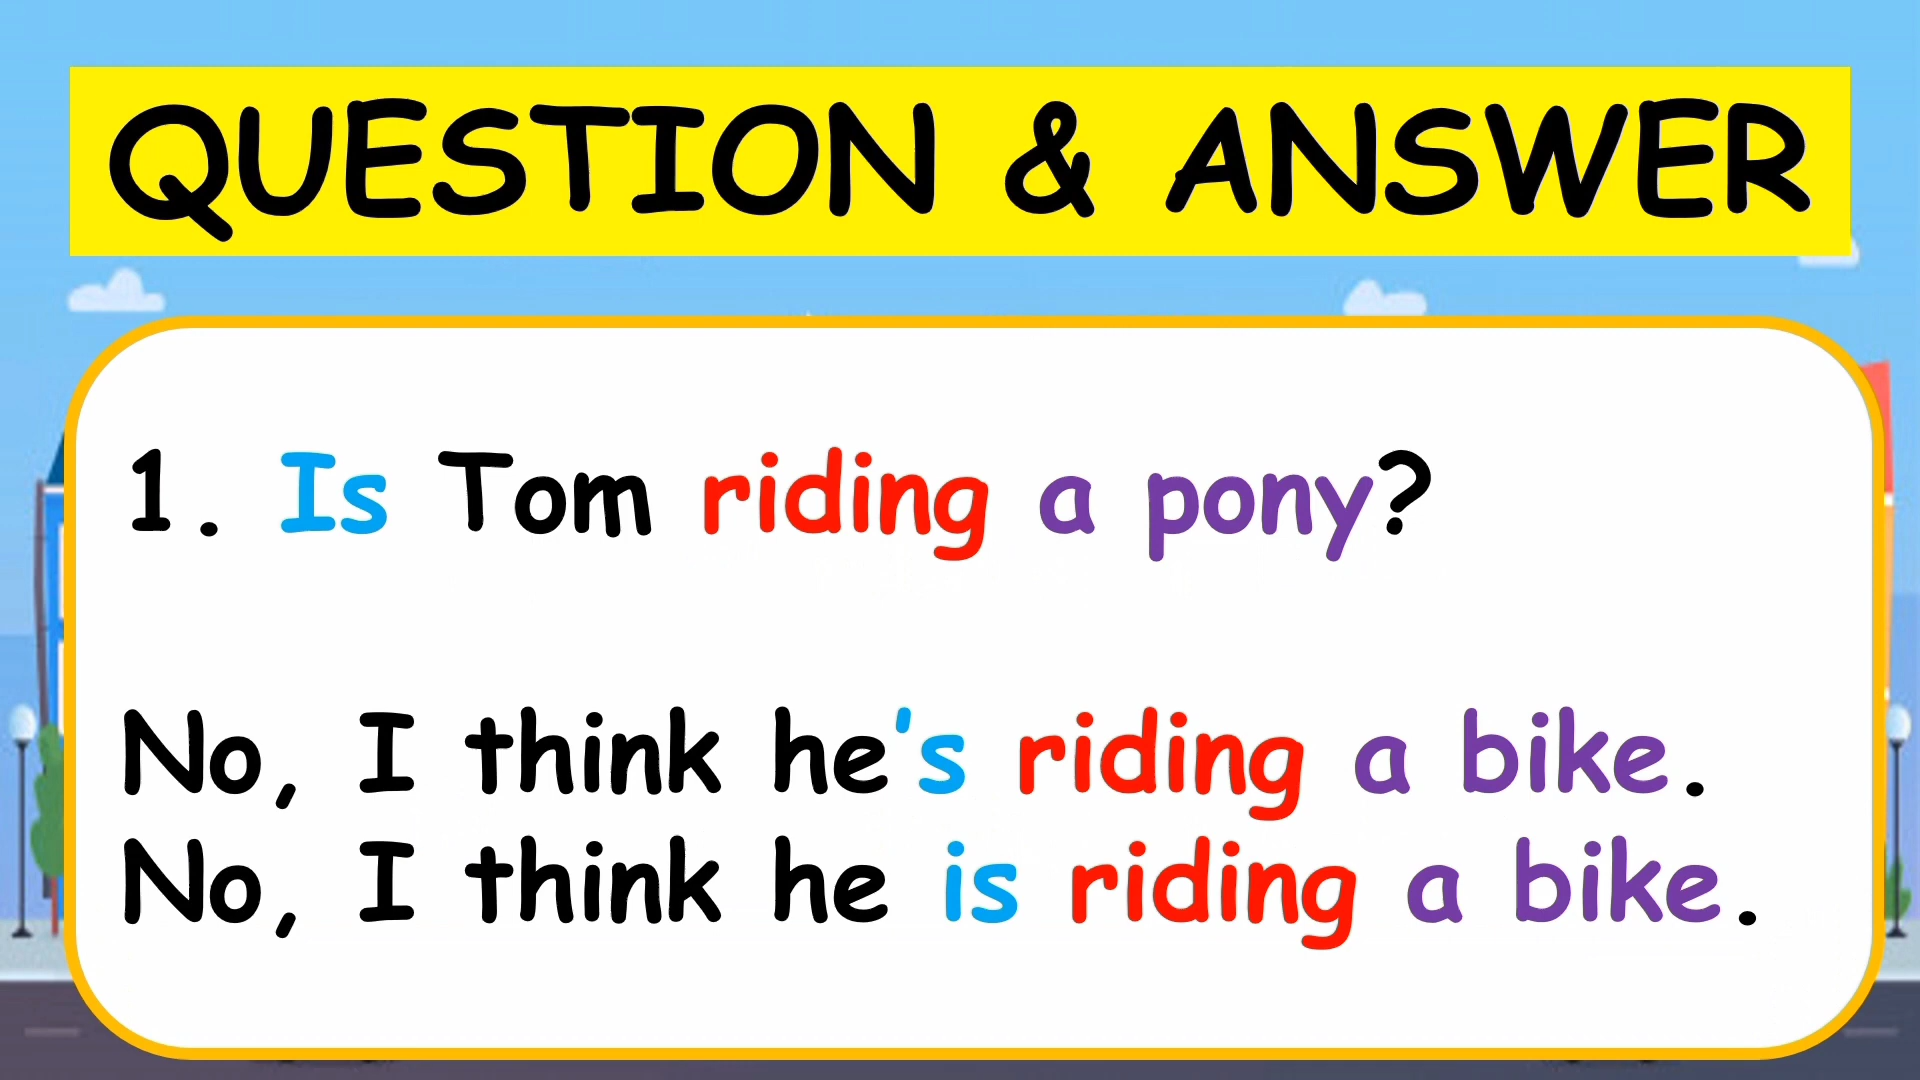 QUESTION & ANSWER
1. Is Tom riding a pony?
No, I think he's riding a bike.
No, I think he is riding a bike.